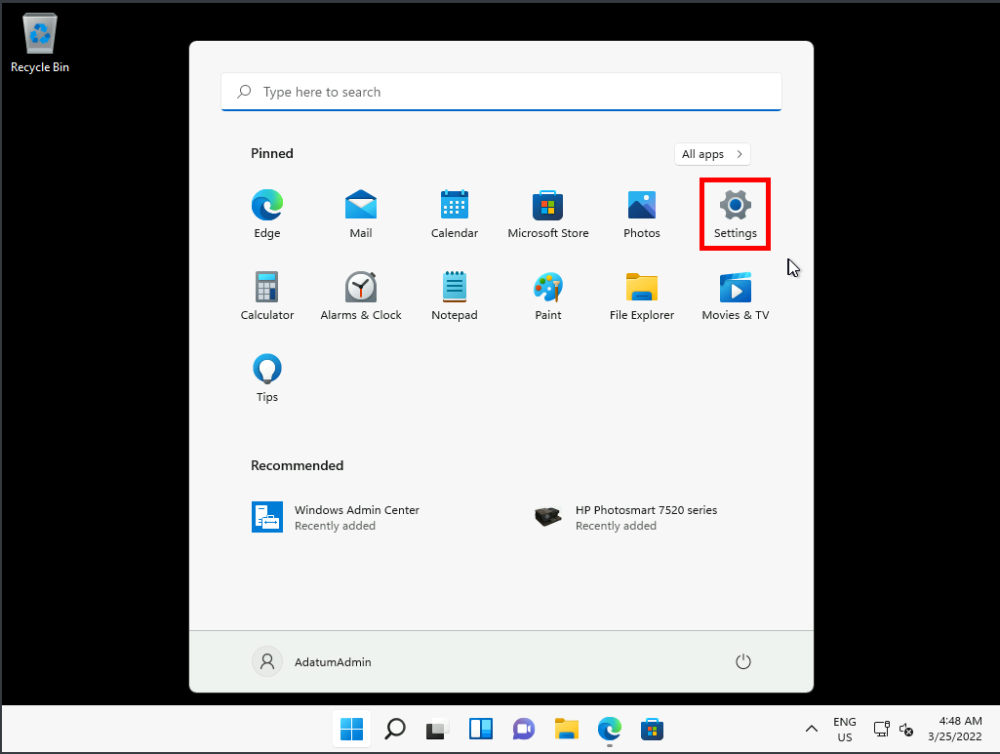 Recycle Bin
Type here to search
Pinned
All apps
Edge
Mail
Calendar
Microsoft Store
Photos
Settings
Calculator
Alarms & Clock
Notepad
Paint
File Explorer
Movies & TV
Tips
Recommended
Windows Admin Center
Recently added
HP Photosmart 7520 series
Recently added
AdatumAdmin
ENG
US
4:48 AM
3/25/2022